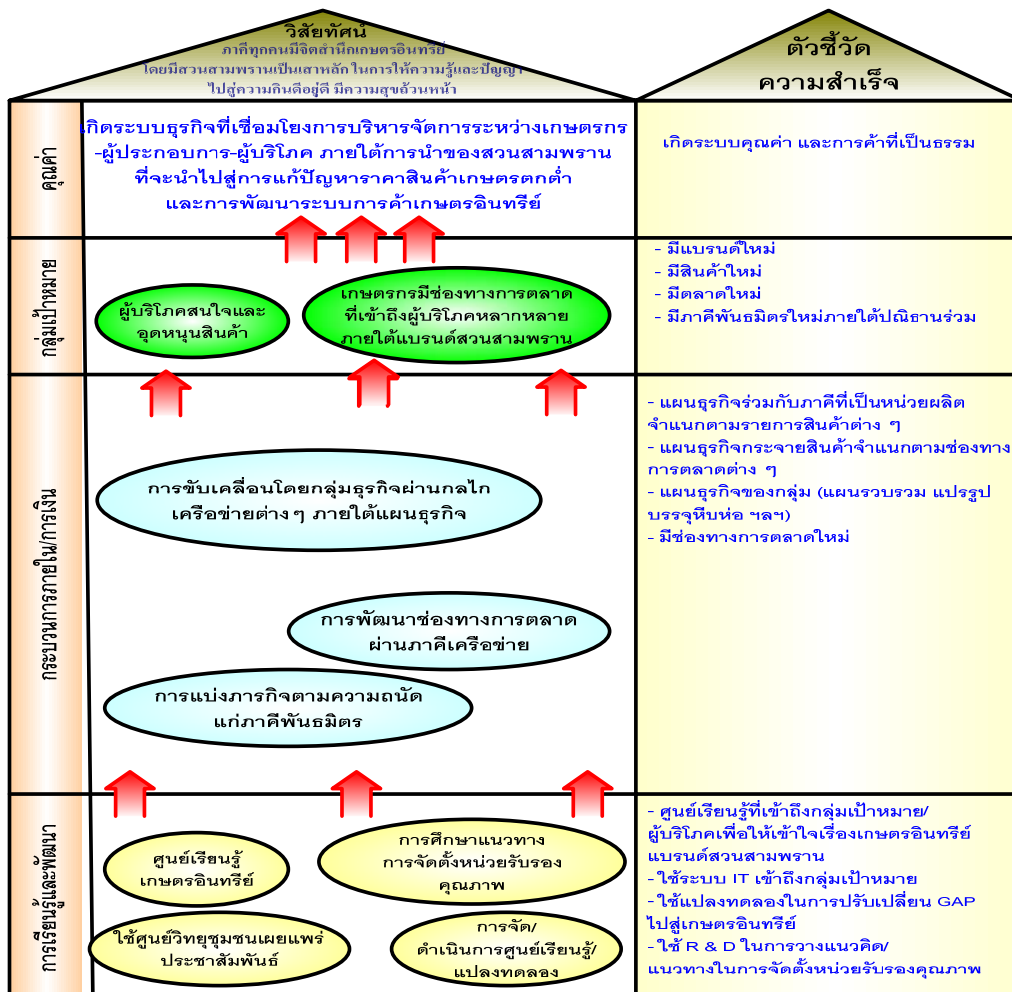 วิสัยทัศน์
ภาคีทุกคนมีจิตสำนึกเกษตรอินทรีย์
โดยมีสวนสามพรานเป็นเสาหลัก ในการให้ความรู้และปัญญา
ไปสู่ความกินดีอยู่ดี มีความสุขถ้วนหน้า
ตัวชี้วัด
ความสำเร็จ
คุณค่า
เกิดระบบธุรกิจที่เชื่อมโยงการบริหารจัดการระหว่างเกษตรกร
-ผู้ประกอบการ-ผู้บริโภค ภายใต้การนำของสวนสามพราน
ที่จะนำไปสู่การแก้ปัญหาราคาสินค้าเกษตรตกต่ำ
และการพัฒนาระบบการค้าเกษตรอินทรีย์
เกิดระบบคุณค่า และการค้าที่เป็นธรรม
กลุ่มเป้าหมาย
ผู้บริโภคสนใจและ
อุดหนุนสินค้า
เกษตรกรมีช่องทางการตลาด
ที่เข้าถึงผู้บริโภคหลากหลาย
ภายใต้แบรนด์สวนสามพราน
- มีแบรนด์ใหม่
- มีสินค้าใหม่
- มีตลาดใหม่
- มีภาคีพันธมิตรใหม่ภายใต้ปณิธานร่วม
กระบวนการภายใน/การเงิน
การขับเคลื่อนโดยกลุ่มธุรกิจผ่านกลไก
เครือข่ายต่าง ๆ ภายใต้แผนธุรกิจ
การพัฒนาช่องทางการตลาด
ผ่านภาคีเครือข่าย
การแบ่งภารกิจตามความถนัด
แก่ภาคีพันธมิตร
- แผนธุรกิจร่วมกับภาคีที่เป็นหน่วยผลิต
จำแนกตามรายการสินค้าต่าง ๆ
- แผนธุรกิจกระจายสินค้าจำแนกตามช่องทาง
การตลาดต่าง ๆ
- แผนธุรกิจของกลุ่ม (แผนรวบรวม แปรรูป
บรรจุหีบห่อ ฯลฯ)
- มีช่องทางการตลาดใหม่
การเรียนรู้และพัฒนา
ศูนย์เรียนรู้
เกษตรอินทรีย์
การศึกษาแนวทาง
การจัดตั้งหน่วยรับรอง
คุณภาพ
ใช้ศูนย์วิทยุชุมชนเผยแพร่
ประชาสัมพันธ์
การจัด/
ดำเนินการศูนย์เรียนรู้/
แปลงทดลอง
- ศูนย์เรียนรู้ที่เข้าถึงกลุ่มเป้าหมาย/
ผู้บริโภคเพื่อให้เข้าใจเรื่องเกษตรอินทรีย์
แบรนด์สวนสามพราน
- ใช้ระบบ IT เข้าถึงกลุ่มเป้าหมาย
- ใช้แปลงทดลองในการปรับเปลี่ยน GAP
ไปสู่เกษตรอินทรีย์
- ใช้ R & D ในการวางแนวคิด/
แนวทางในการจัดตั้งหน่วยรับรองคุณภาพ